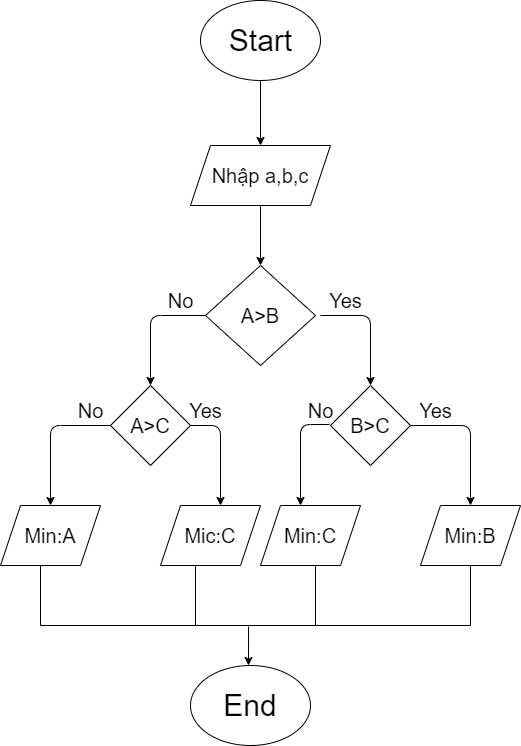 Start
Nhập a,b,c
No
A>B
Yes
No
A>C
Yes
No
B>C
Yes
Min:A
Mic:C
Min:C
Min:B
End